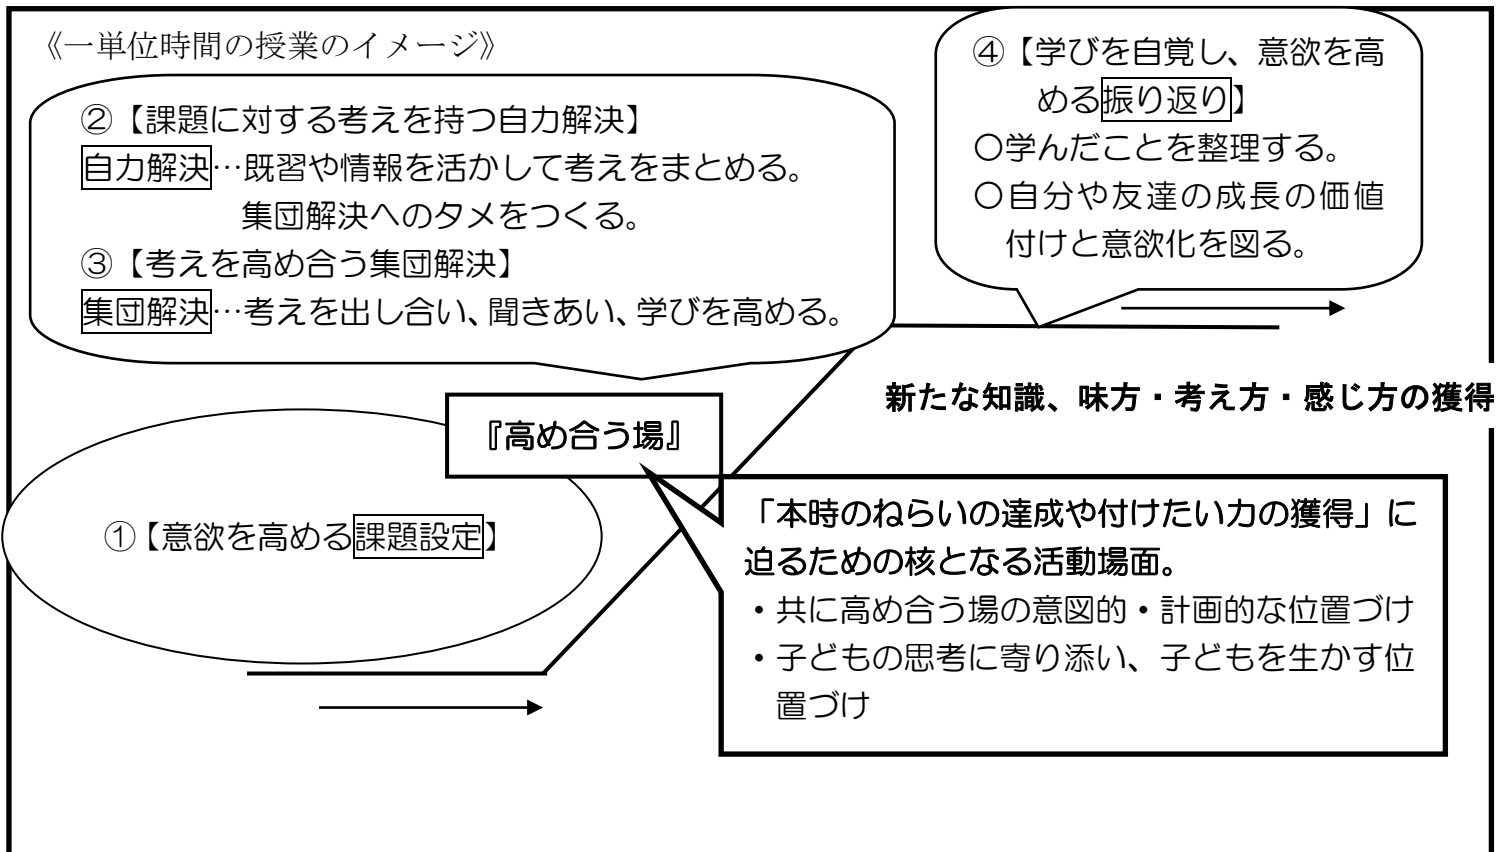 《一単位時間の授業のイメージ》
②【課題に対する考えを持つ自力解決】
自力解決…既習や情報を活かして考えをまとめる。
集団解決へのタメをつくる。
③【考えを高め合う集団解決】
集団解決…考えを出し合い、聞きあい、学びを高める。
④【学びを自覚し、意欲を高
める振り返り】
〇学んだことを整理する。
〇自分や友達の成長の価値
付けと意欲化を図る。
新たな知識、味方・考え方・感じ方の獲得
『高め合う場』
①【意欲を高める課題設定】
「本時のねらいの達成や付けたい力の獲得」に
迫るための核となる活動場面。
・共に高め合う場の意図的・計画的な位置づけ
・子どもの思考に寄り添い、子どもを生かす位
置づけ